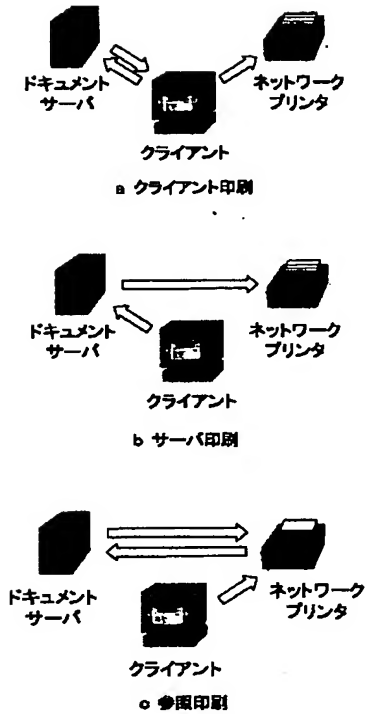 ドキュメント
サーバ
ネットワーク
プリンタ
クライアント
a クライアント印刷
ドキュメント
サーバ
ネットワーク
プリンタ
クライアント
b サーバ印刷
ドキュメント
サーバ
ネットワーク
プリンタ
クライアント
c 参照印刷